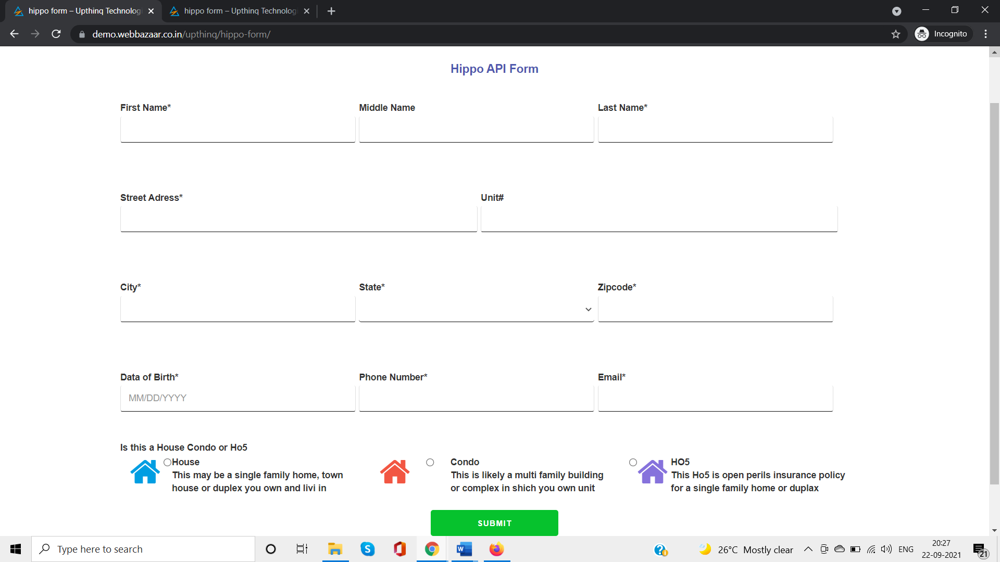 hippo form – Upthinq Technologi
hippo form – Upthinq Technologi
demo.webbazaar.co.in/upthinq/hippo-form/
Incognito
Hippo API Form
First Name*
Middle Name
Last Name*
Street Adress*
Unit#
City*
State*
Zipcode*
Data of Birth*
Phone Number*
Email*
MM/DD/YYYY
Is this a House Condo or Ho5
House
This may be a single family home, town
house or duplex you own and livi in
Condo
This is likely a multi family building
or complex in shich you own unit
HO5
This Ho5 is open perils insurance policy
for a single family home or duplax
SUBMIT
Type here to search
26°C Mostly clear
ENG
20:27
22-09-2021
21